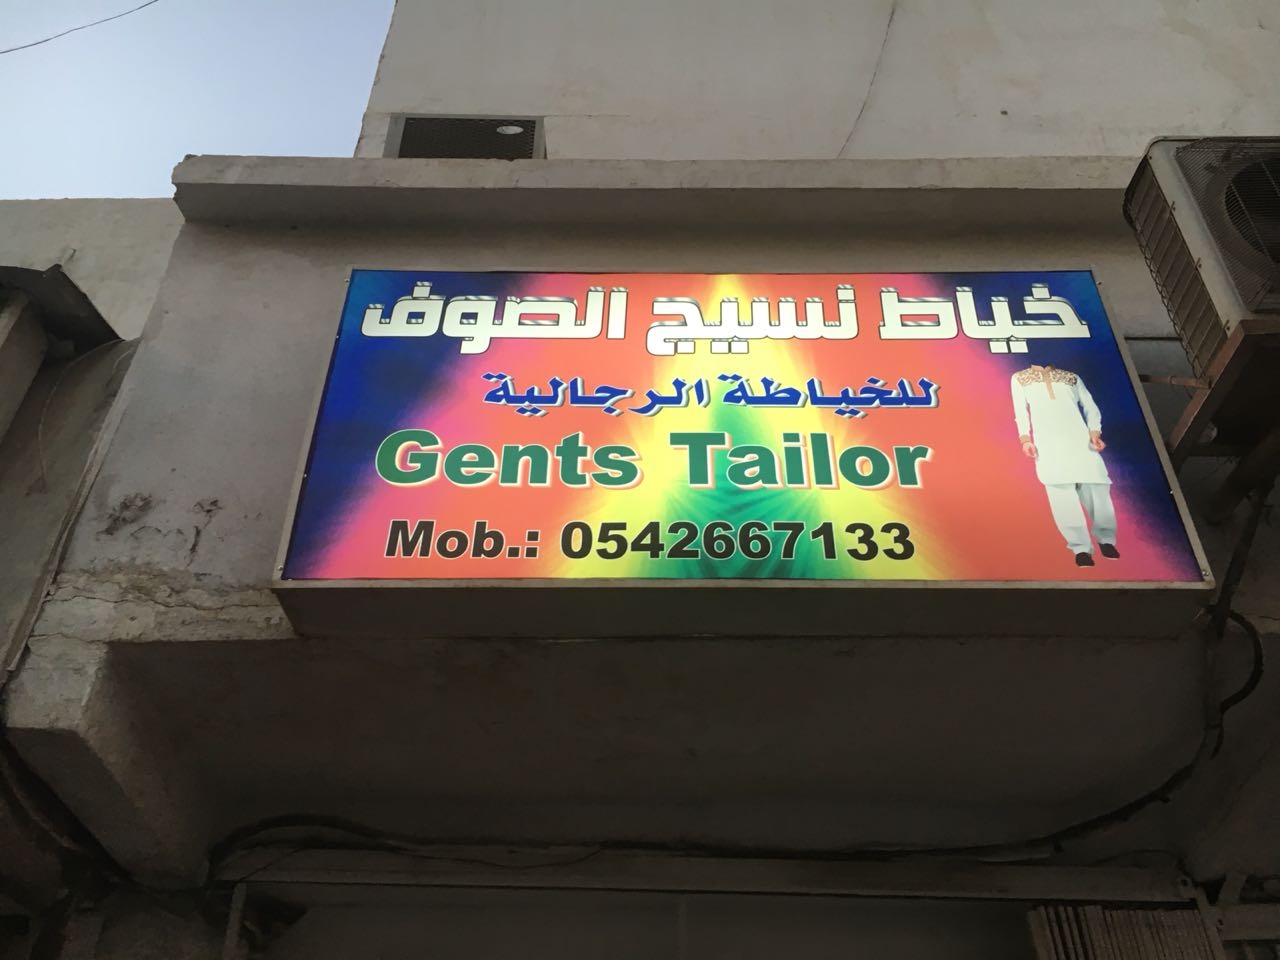 خياط نسيج الصوف
للخياطة الرجالية
Gents Tailor
Mob.: 0542667133